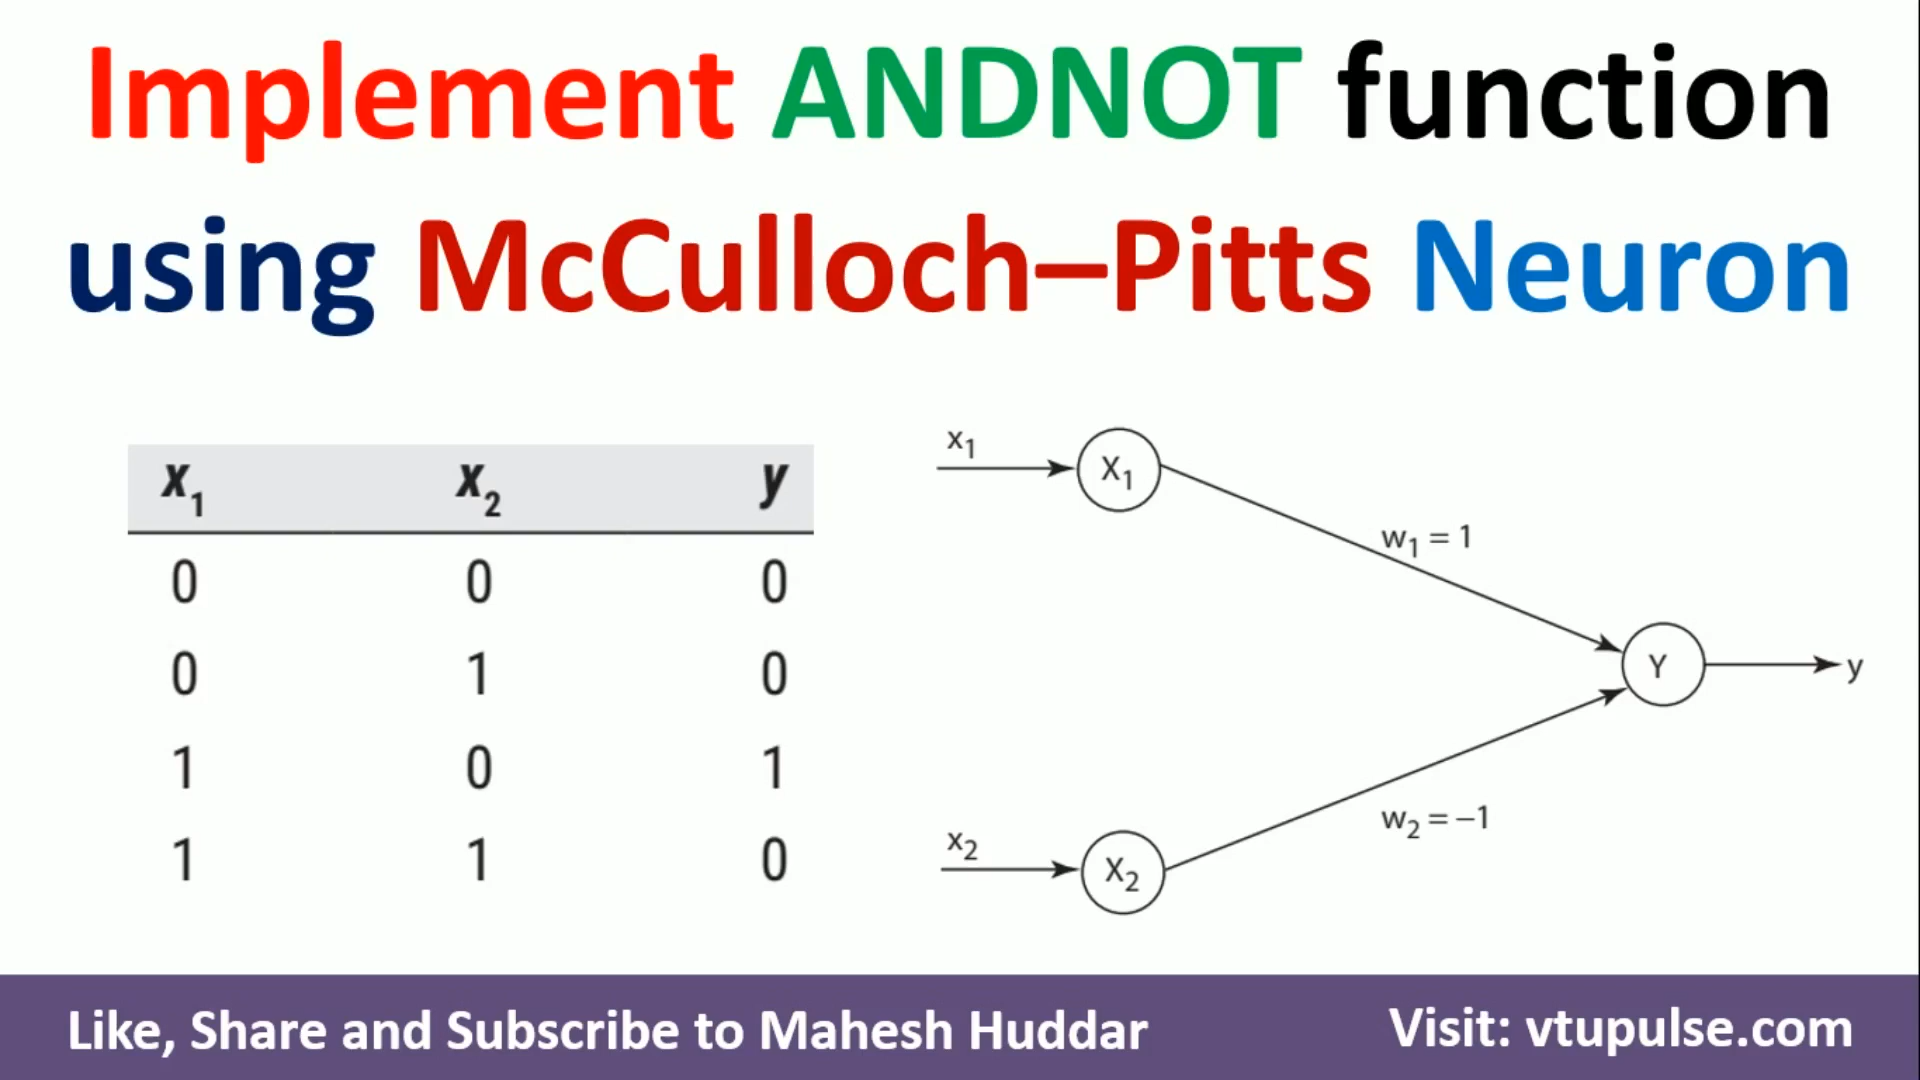 Implement ANDNOT function
using McCulloch–Pitts Neuron
x₁ x₂ y
0 0 0
0 1 0
1 0 1
1 1 0
x₁
X₁
w₁ = 1
Y
y
w₂ = –1
x₂
X₂
Like, Share and Subscribe to Mahesh Huddar
Visit: vtupulse.com